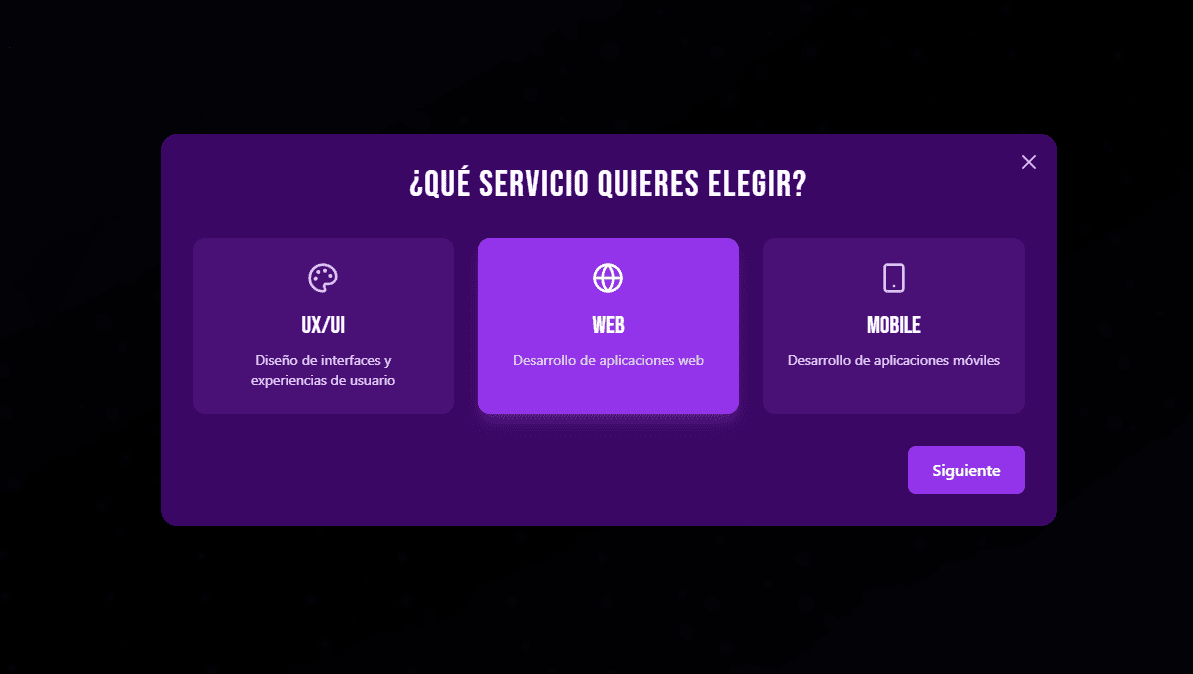 ¿QUÉ SERVICIO QUIERES ELEGIR?
UX/UI
Diseño de interfaces y
experiencias de usuario
WEB
Desarrollo de aplicaciones web
MOBILE
Desarrollo de aplicaciones móviles
Siguiente